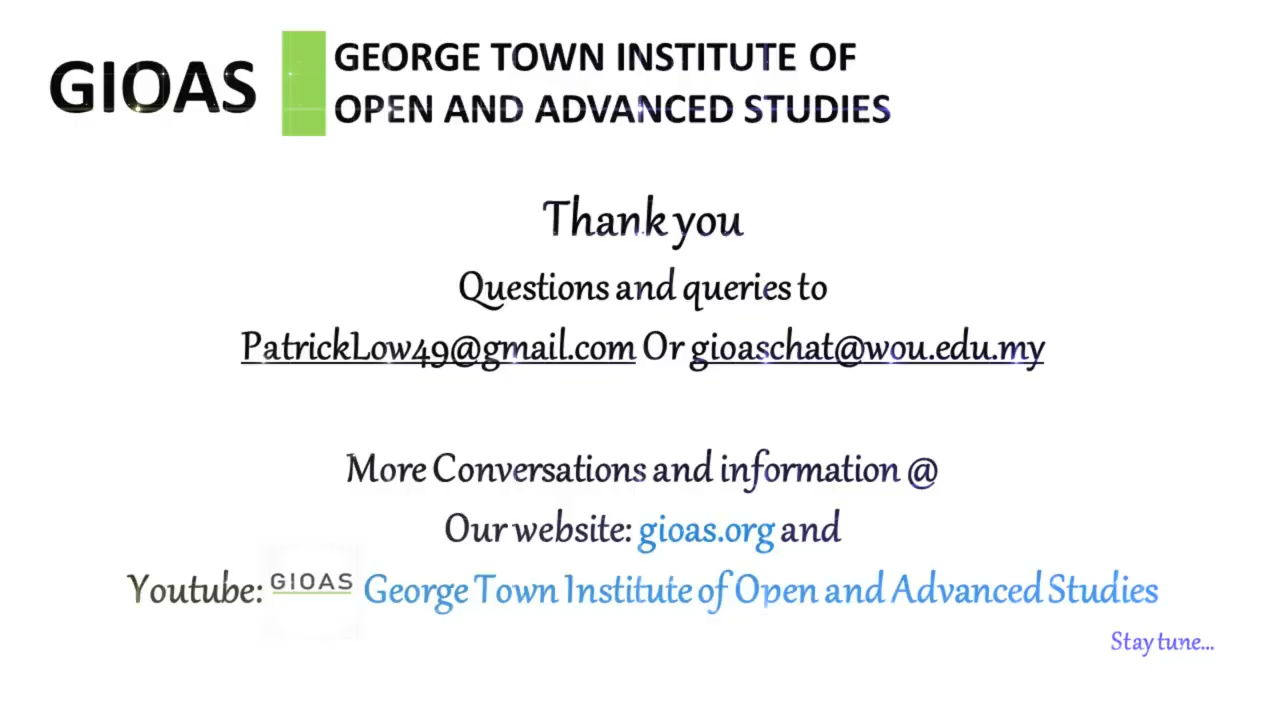 GIOAS
GEORGE TOWN INSTITUTE OF
OPEN AND ADVANCED STUDIES
Thank you
Questions and queries to
PatrickLow49@gmail.com Or gioaschat@wou.edu.my
More Conversations and information @
Our website: gioas.org and
Youtube: GIOAS George Town Institute of Open and Advanced Studies
Stay tune...